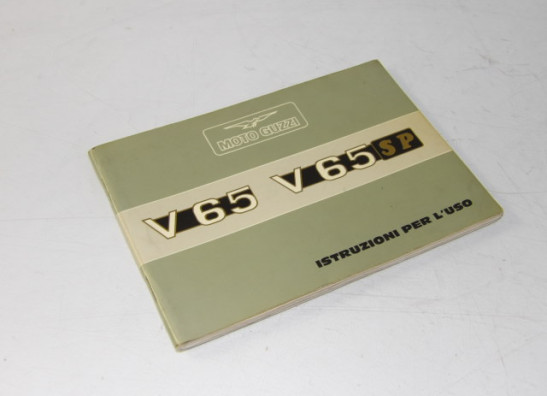 MOTO GUZZI
V65 V65SP
ISTRUZIONI PER L'USO